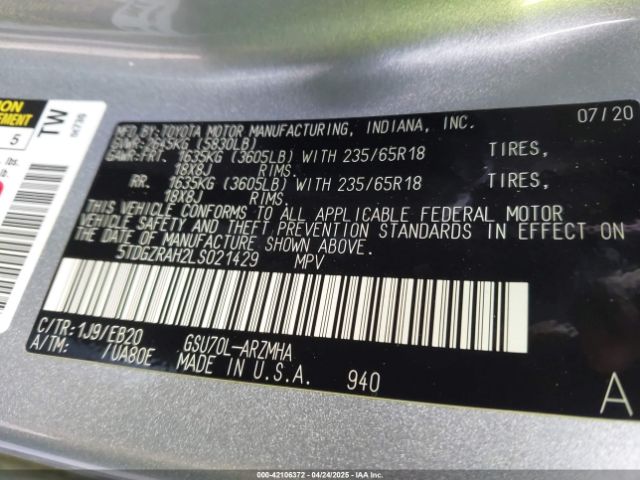 07/20
MFD.BY:TOYOTA MOTOR MANUFACTURING, INDIANA, INC.
GVWR:2645KG (5830LB)
GAWR:FRT. 1635KG (3605LB) WITH 235/65R18 TIRES,
18X8J RIMS.
RR. 1635KG (3605LB) WITH 235/65R18 TIRES,
18X8J RIMS.
THIS VEHICLE CONFORMS TO ALL APPLICABLE FEDERAL MOTOR
VEHICLE SAFETY AND THEFT PREVENTION STANDARDS IN EFFECT ON
THE DATE OF MANUFACTURE SHOWN ABOVE.
5TDGZRAH2LS021429 MPV
C/TR:1J9/EB20 GSU70L-ARZMHA
A/TM: /UA80E MADE IN U.S.A. 940
A
5
lbs.
TW
000-42106372 - 04/24/2025 - IAAI Inc.